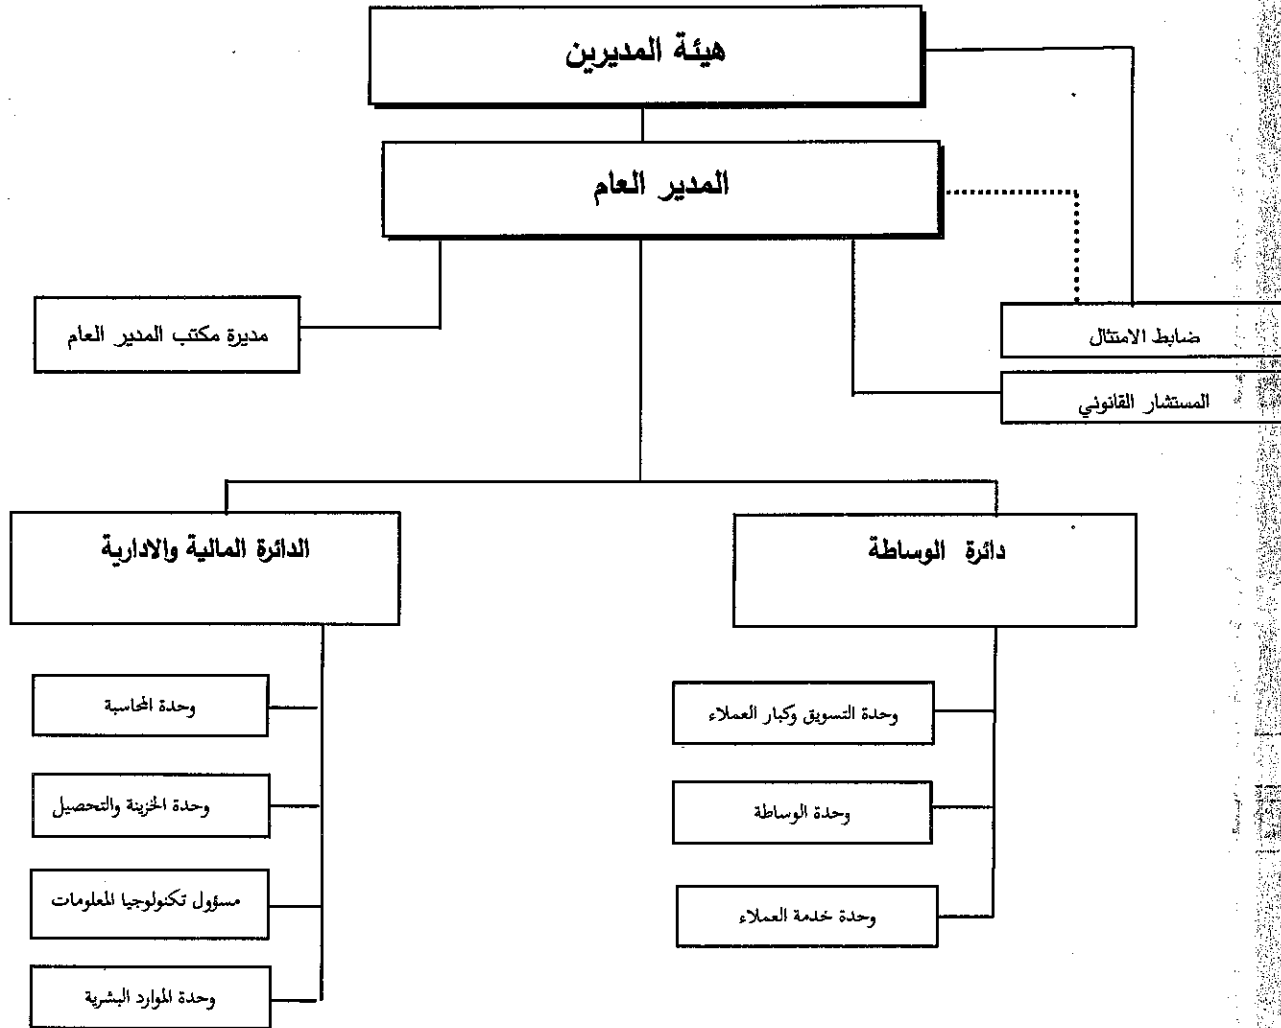 هيئة المديرين
المدير العام
مديرة مكتب المدير العام
ضابط الامتثال
المستشار القانوني
دائرة الوساطة
الدائرة المالية والادارية
وحدة التسويق وكبار العملاء
وحدة الوساطة
وحدة خدمة العملاء
وحدة المحاسبة
وحدة الخزينة والتحصيل
مسؤول تكنولوجيا المعلومات
وحدة الموارد البشرية